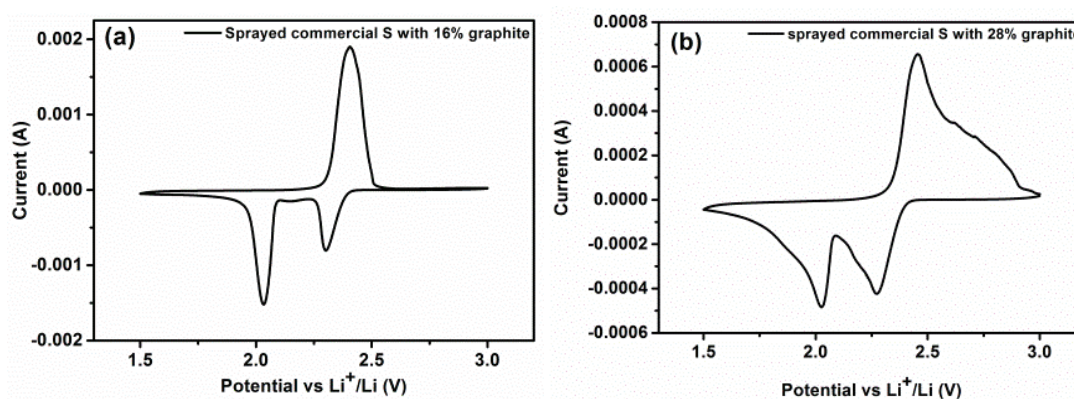 (a)
Sprayed commercial S with 16% graphite
0.002
0.001
0.000
-0.001
-0.002
Current (A)
1.5
2.0
2.5
3.0
Potential vs Li⁺/Li (V)
(b)
sprayed commercial S with 28% graphite
0.0008
0.0006
0.0004
0.0002
0.0000
-0.0002
-0.0004
-0.0006
Current (A)
1.5
2.0
2.5
3.0
Potential vs Li⁺/Li (V)